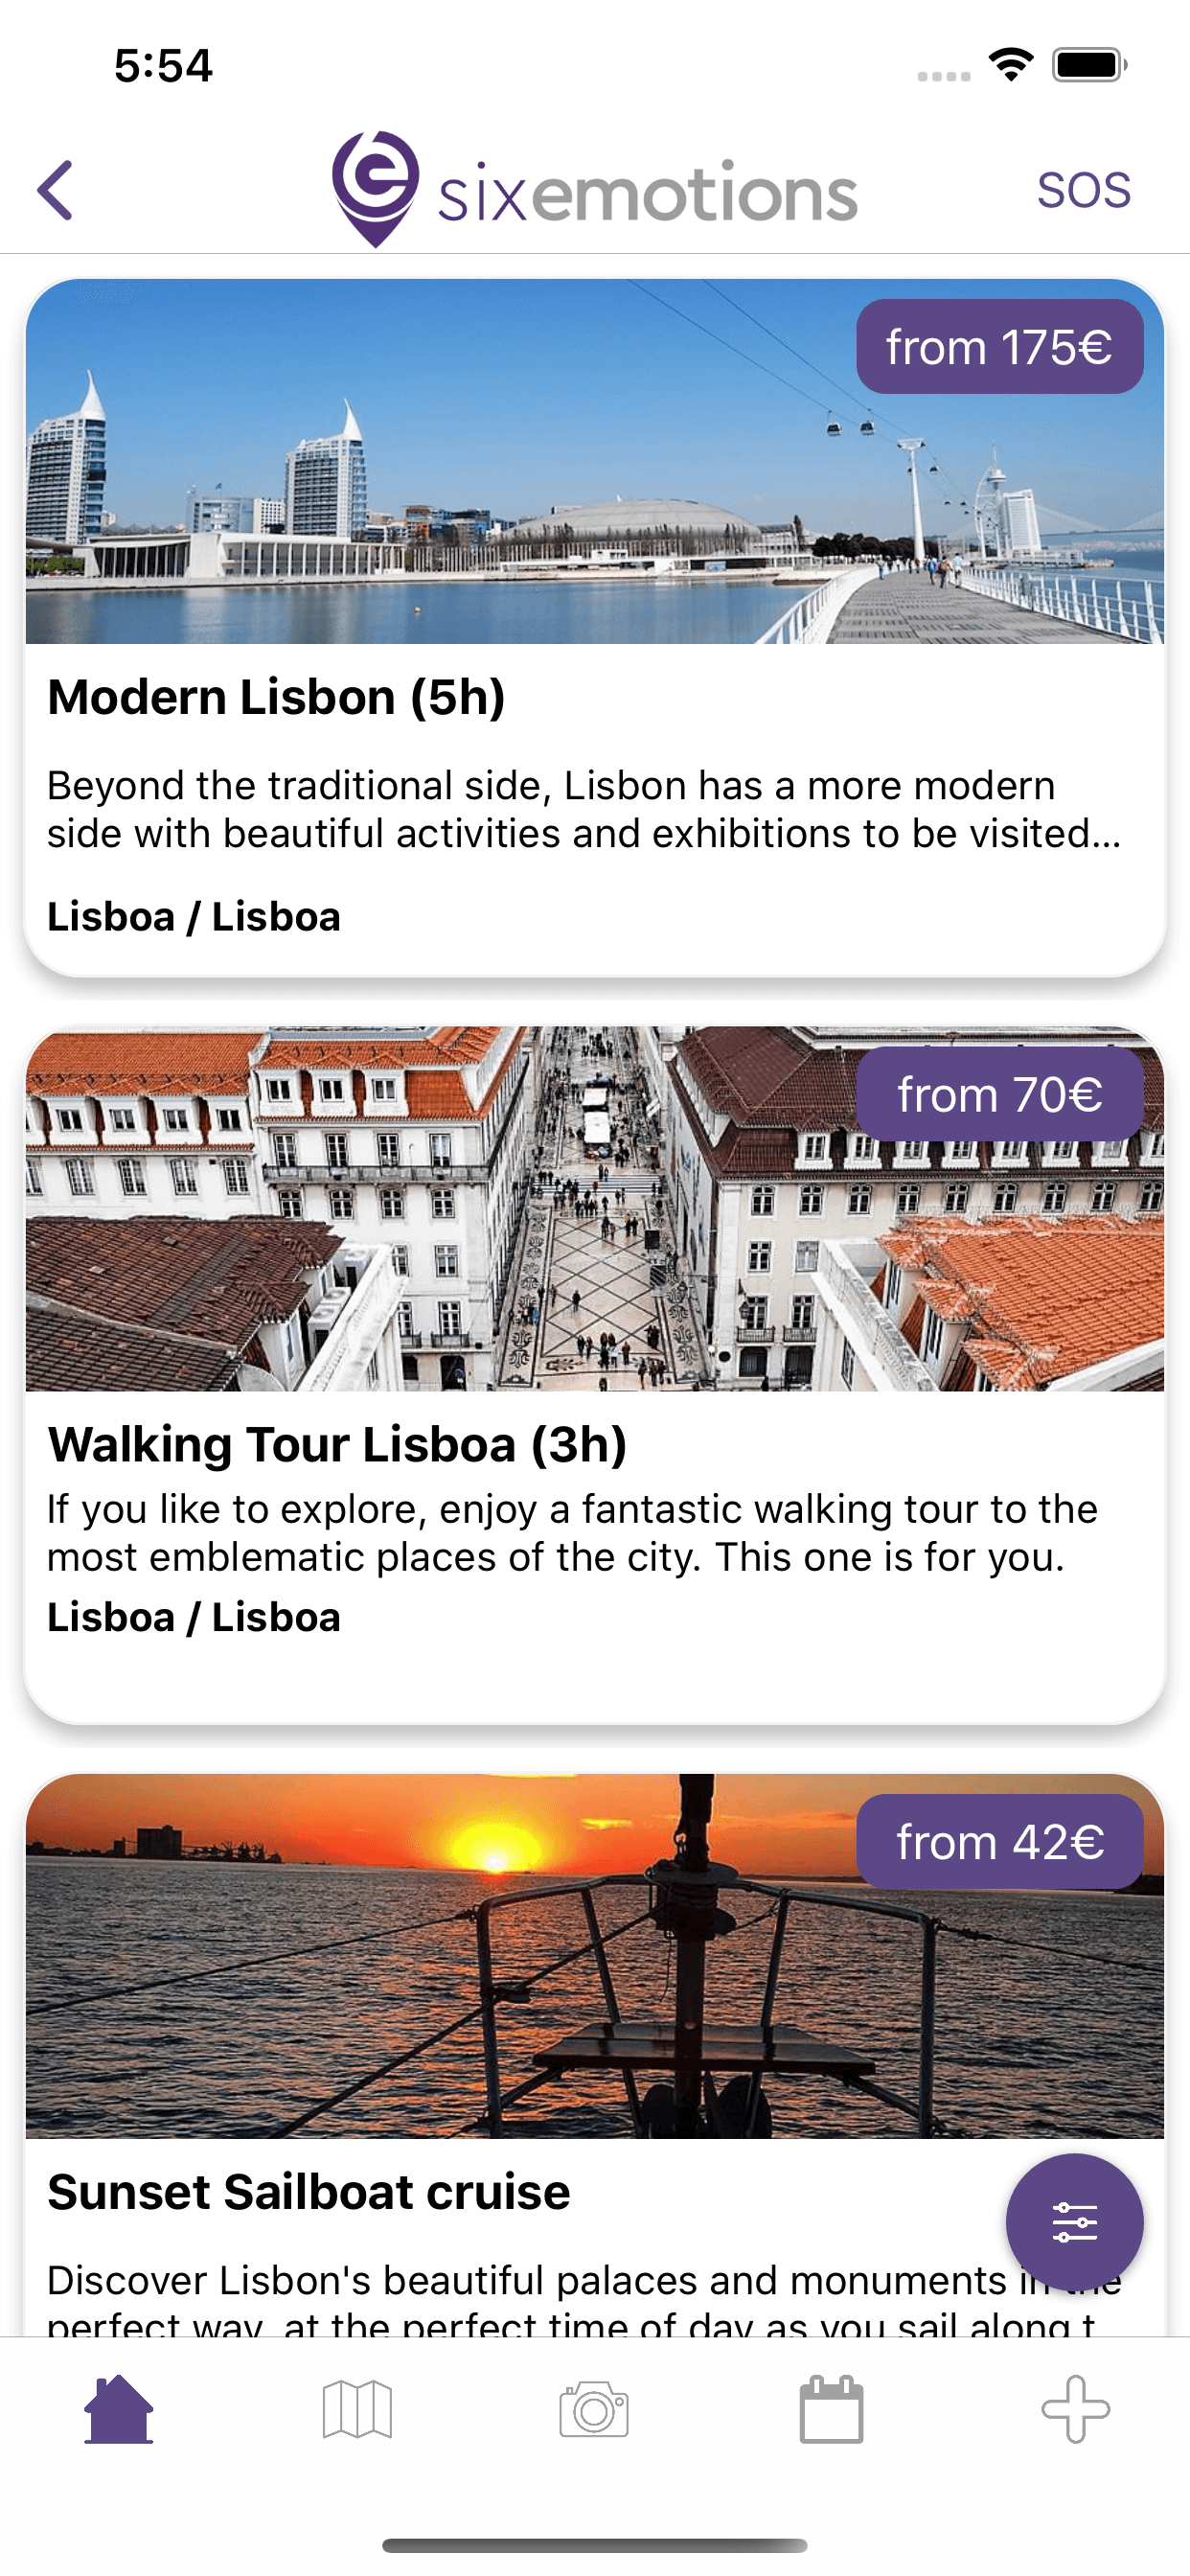 5:54
sixemotions
SOS
from 175€
Modern Lisbon (5h)
Beyond the traditional side, Lisbon has a more modern
side with beautiful activities and exhibitions to be visited...
Lisboa / Lisboa
from 70€
Walking Tour Lisboa (3h)
If you like to explore, enjoy a fantastic walking tour to the
most emblematic places of the city. This one is for you.
Lisboa / Lisboa
from 42€
Sunset Sailboat cruise
Discover Lisbon's beautiful palaces and monuments in the
perfect way, at the perfect time of day as you sail along t